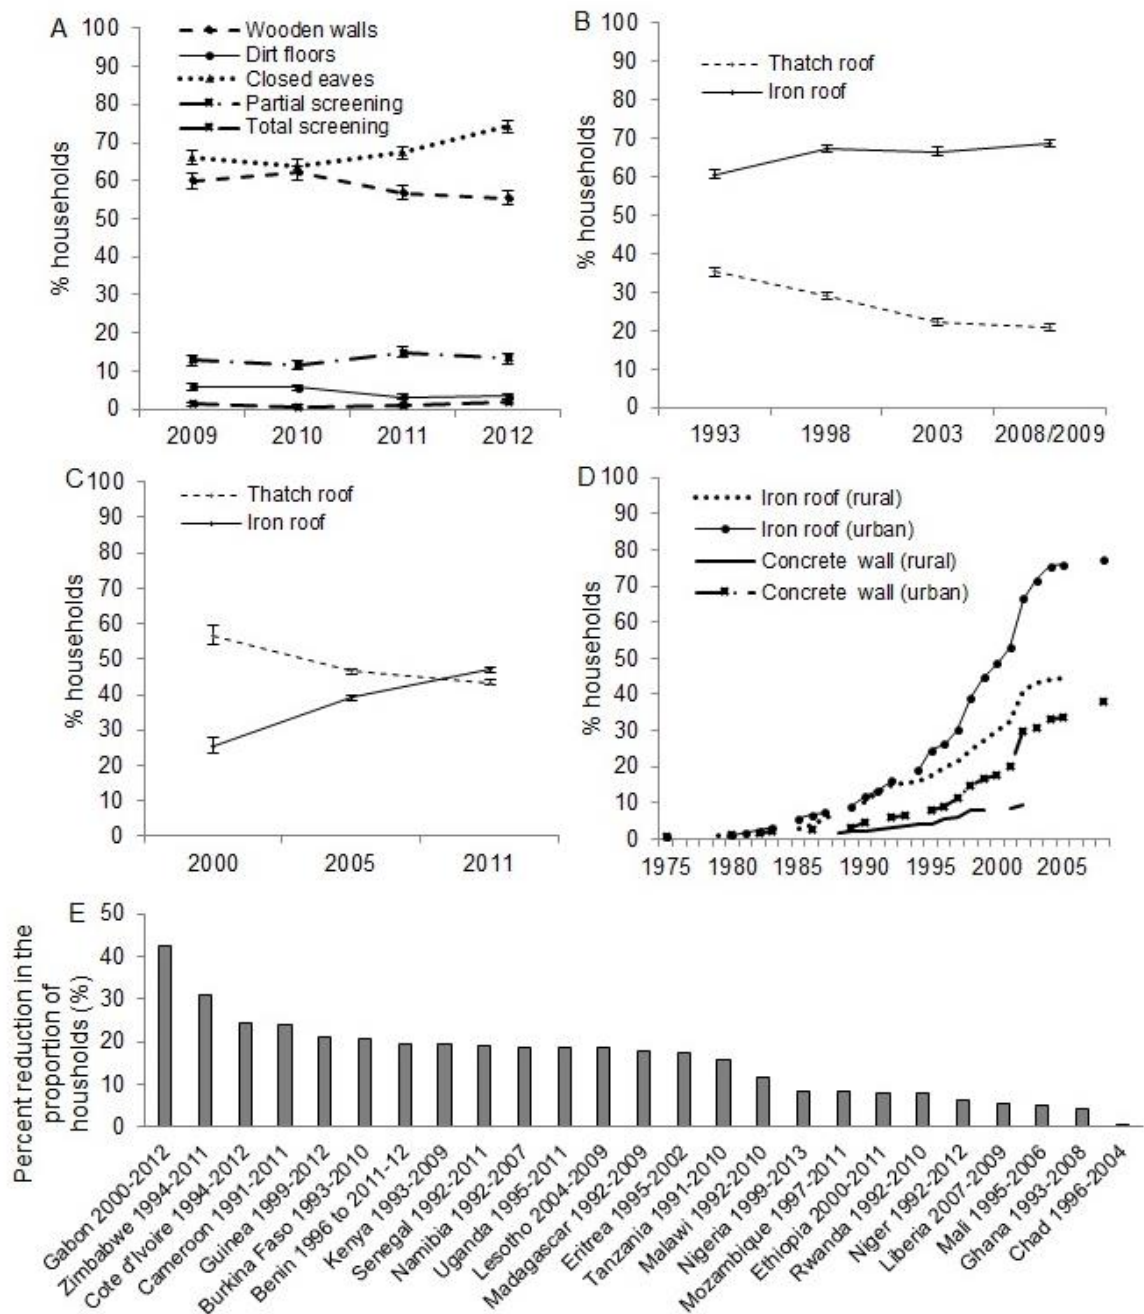 A
100
90
80
70
60
50
40
30
20
10
0
% households
Wooden walls
Dirt floors
Closed eaves
Partial screening
Total screening
2009 2010 2011 2012
B
100
90
80
70
60
50
40
30
20
10
0
% households
Thatch roof
Iron roof
1993 1998 2003 2008/2009
C
100
90
80
70
60
50
40
30
20
10
0
% households
Thatch roof
Iron roof
2000 2005 2011
D
100
90
80
70
60
50
40
30
20
10
0
% households
Iron roof (rural)
Iron roof (urban)
Concrete wall (rural)
Concrete wall (urban)
1975 1980 1985 1990 1995 2000 2005
E
50
40
30
20
10
0
Percent reduction in the
proportion of
housholds (%)
Gabon 2000-2012
Zimbabwe 1994-2011
Cote d'Ivoire 1994-2012
Cameroon 1991-2011
Guinea 1999-2012
Burkina Faso 1993-2010
Benin 1996 to 2011-12
Kenya 1993-2009
Senegal 1992-2011
Namibia 1992-2007
Uganda 1995-2011
Lesotho 2004-2009
Madagascar 1992-2009
Eritrea 1995-2002
Tanzania 1991-2010
Malawi 1992-2010
Nigeria 1999-2013
Mozambique 1997-2011
Ethiopia 2000-2011
Rwanda 1992-2010
Niger 1992-2012
Liberia 2007-2009
Mali 1995-2006
Ghana 1993-2008
Chad 1996-2004